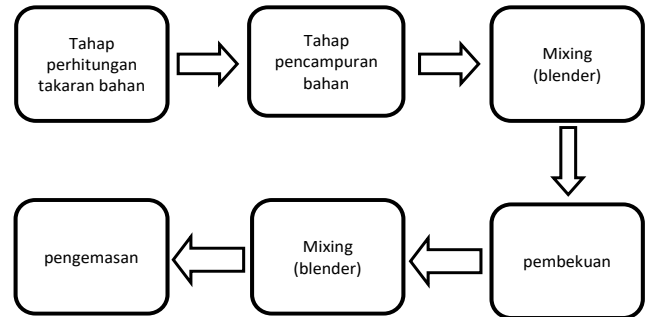 Tahap
perhitungan
takaran bahan
Tahap
pencampuran
bahan
Mixing
(blender)
pembekuan
Mixing
(blender)
pengemasan